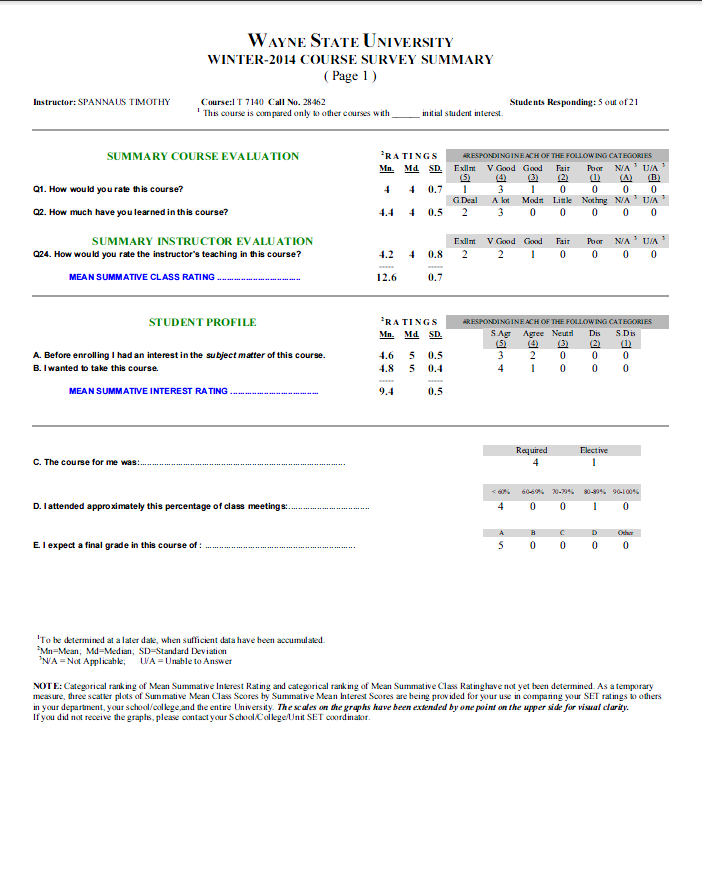 WAYNE STATE UNIVERSITY
WINTER-2014 COURSE SURVEY SUMMARY
( Page 1 )
Instructor: SPANNAUS TIMOTHY Course:I T 7140 Call No. 28462 Students Responding: 5 out of 21
1 This course is compared only to other courses with ______ initial student interest.
SUMMARY COURSE EVALUATION 2RATINGS #RESPONDING IN EACH OF THE FOLLOWING CATEGORIES
Mn. Md. SD. Exllnt V Good Good Fair Poor N/A 3 U/A 3
(5) (4) (3) (2) (1) (A) (B)
Q1. How would you rate this course? 4 4 0.7 1 3 1 0 0 0 0
G.Deal A lot Modrt Little Nothng N/A 3 U/A 3
Q2. How much have you learned in this course? 4.4 4 0.5 2 3 0 0 0 0 0
SUMMARY INSTRUCTOR EVALUATION Exllnt V Good Good Fair Poor N/A 3 U/A 3
Q24. How would you rate the instructor's teaching in this course? 4.2 4 0.8 2 2 1 0 0 0 0
----- -----
MEAN SUMMATIVE CLASS RATING ................................. 12.6 0.7
STUDENT PROFILE 2RATINGS #RESPONDING IN EACH OF THE FOLLOWING CATEGORIES
Mn. Md. SD. S.Agr Agree Neutrl Dis S.Dis
(5) (4) (3) (2) (1)
A. Before enrolling I had an interest in the subject matter of this course. 4.6 5 0.5 3 2 0 0 0
B. I wanted to take this course. 4.8 5 0.4 4 1 0 0 0
----- -----
MEAN SUMMATIVE INTEREST RATING ................................... 9.4 0.5
Required Elective
C. The course for me was:..................................................................................... 4 1
< 60% 60-69% 70-79% 80-89% 90-100%
D. I attended approximately this percentage of class meetings:.................................. 4 0 0 1 0
A B C D Other
E. I expect a final grade in this course of : .............................................................. 5 0 0 0 0
1To be determined at a later date, when sufficient data have been accumulated.
2Mn=Mean; Md=Median; SD=Standard Deviation
3N/A = Not Applicable; U/A = Unable to Answer
NOTE: Categorical ranking of Mean Summative Interest Rating and categorical ranking of Mean Summative Class Ratinghave not yet been determined. As a temporary
measure, three scatter plots of Summative Mean Class Scores by Summative Mean Interest Scores are being provided for your use in comparing your SET ratings to others
in your department, your school/college,and the entire University. The scales on the graphs have been extended by one point on the upper side for visual clarity.
If you did not receive the graphs, please contact your School/College/Unit SET coordinator.